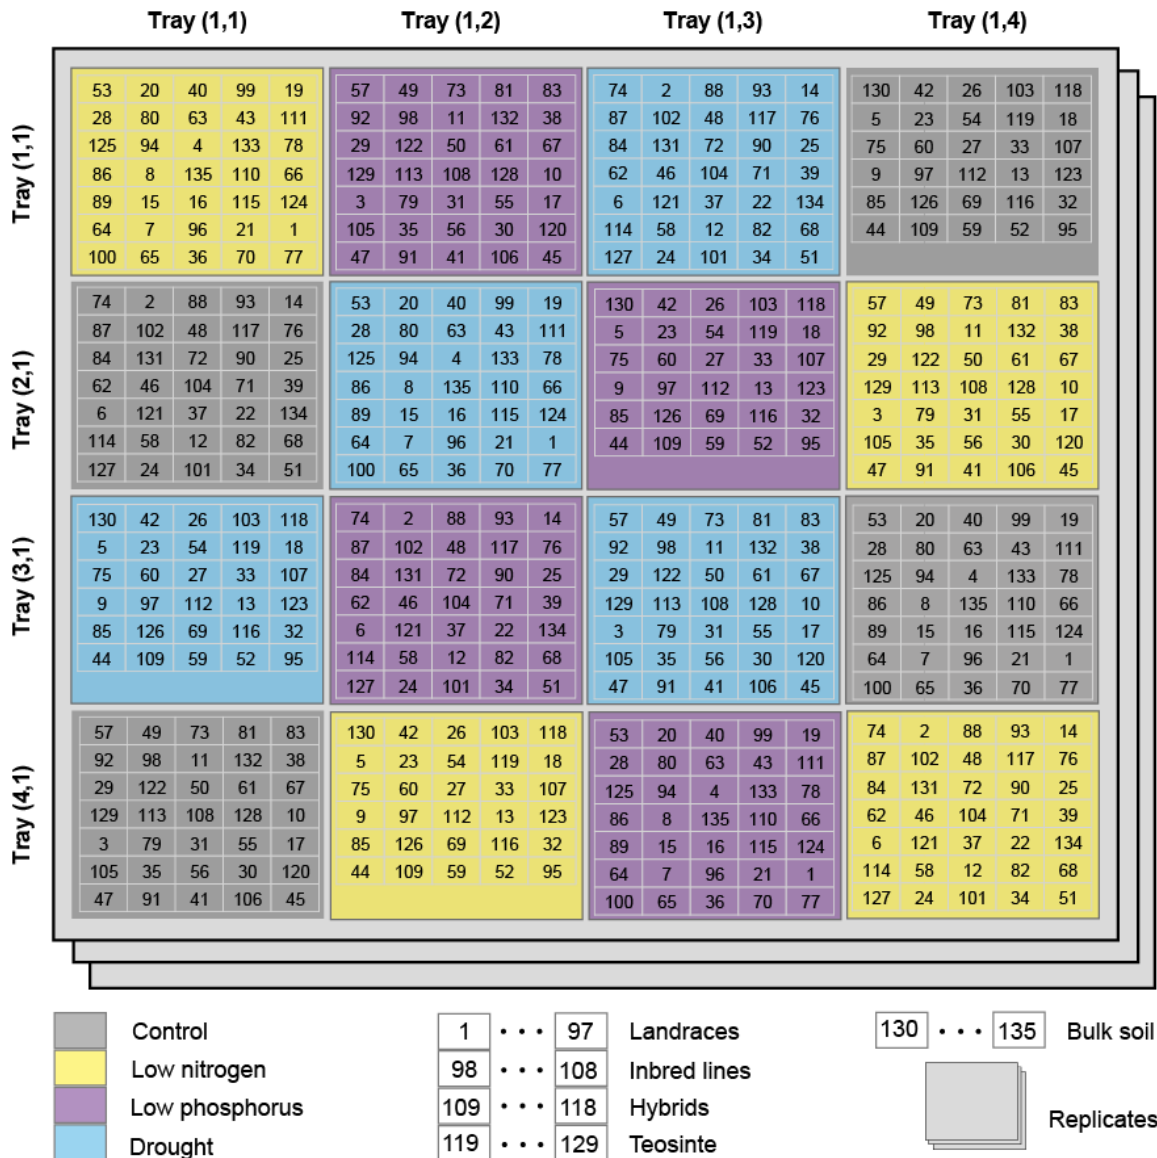 Tray (1,1) Tray (1,2) Tray (1,3) Tray (1,4)
Tray (1,1)
53 20 40 99 19
28 80 63 43 111
125 94 4 133 78
86 8 135 110 66
89 15 16 115 124
64 7 96 21 1
100 65 36 70 77
57 49 73 81 83
92 98 11 132 38
29 122 50 61 67
129 113 108 128 10
3 79 31 55 17
105 35 56 30 120
47 91 41 106 45
74 2 88 93 14
87 102 48 117 76
84 131 72 90 25
62 46 104 71 39
6 121 37 22 134
114 58 12 82 68
127 24 101 34 51
130 42 26 103 118
5 23 54 119 18
75 60 27 33 107
9 97 112 13 123
85 126 69 116 32
44 109 59 52 95
Tray (2,1)
74 2 88 93 14
87 102 48 117 76
84 131 72 90 25
62 46 104 71 39
6 121 37 22 134
114 58 12 82 68
127 24 101 34 51
53 20 40 99 19
28 80 63 43 111
125 94 4 133 78
86 8 135 110 66
89 15 16 115 124
64 7 96 21 1
100 65 36 70 77
130 42 26 103 118
5 23 54 119 18
75 60 27 33 107
9 97 112 13 123
85 126 69 116 32
44 109 59 52 95
57 49 73 81 83
92 98 11 132 38
29 122 50 61 67
129 113 108 128 10
3 79 31 55 17
105 35 56 30 120
47 91 41 106 45
Tray (3,1)
130 42 26 103 118
5 23 54 119 18
75 60 27 33 107
9 97 112 13 123
85 126 69 116 32
44 109 59 52 95
74 2 88 93 14
87 102 48 117 76
84 131 72 90 25
62 46 104 71 39
6 121 37 22 134
114 58 12 82 68
127 24 101 34 51
57 49 73 81 83
92 98 11 132 38
29 122 50 61 67
129 113 108 128 10
3 79 31 55 17
105 35 56 30 120
47 91 41 106 45
53 20 40 99 19
28 80 63 43 111
125 94 4 133 78
86 8 135 110 66
89 15 16 115 124
64 7 96 21 1
100 65 36 70 77
Tray (4,1)
57 49 73 81 83
92 98 11 132 38
29 122 50 61 67
129 113 108 128 10
3 79 31 55 17
105 35 56 30 120
47 91 41 106 45
130 42 26 103 118
5 23 54 119 18
75 60 27 33 107
9 97 112 13 123
85 126 69 116 32
44 109 59 52 95
53 20 40 99 19
28 80 63 43 111
125 94 4 133 78
86 8 135 110 66
89 15 16 115 124
64 7 96 21 1
100 65 36 70 77
74 2 88 93 14
87 102 48 117 76
84 131 72 90 25
62 46 104 71 39
6 121 37 22 134
114 58 12 82 68
127 24 101 34 51
Control
Low nitrogen
Low phosphorus
Drought
1 ••• 97 Landraces
98 ••• 108 Inbred lines
109 ••• 118 Hybrids
119 ••• 129 Teosinte
130 ••• 135 Bulk soil
Replicates